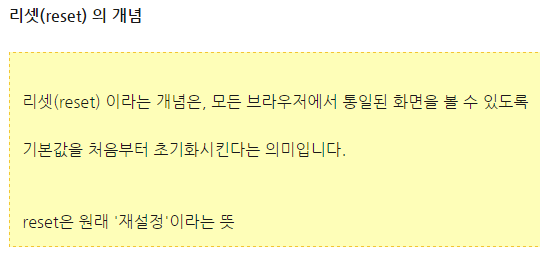 리셋(reset) 의 개념
리셋(reset) 이라는 개념은, 모든 브라우저에서 통일된 화면을 볼 수 있도록
기본값을 처음부터 초기화시킨다는 의미입니다.
reset은 원래 '재설정'이라는 뜻